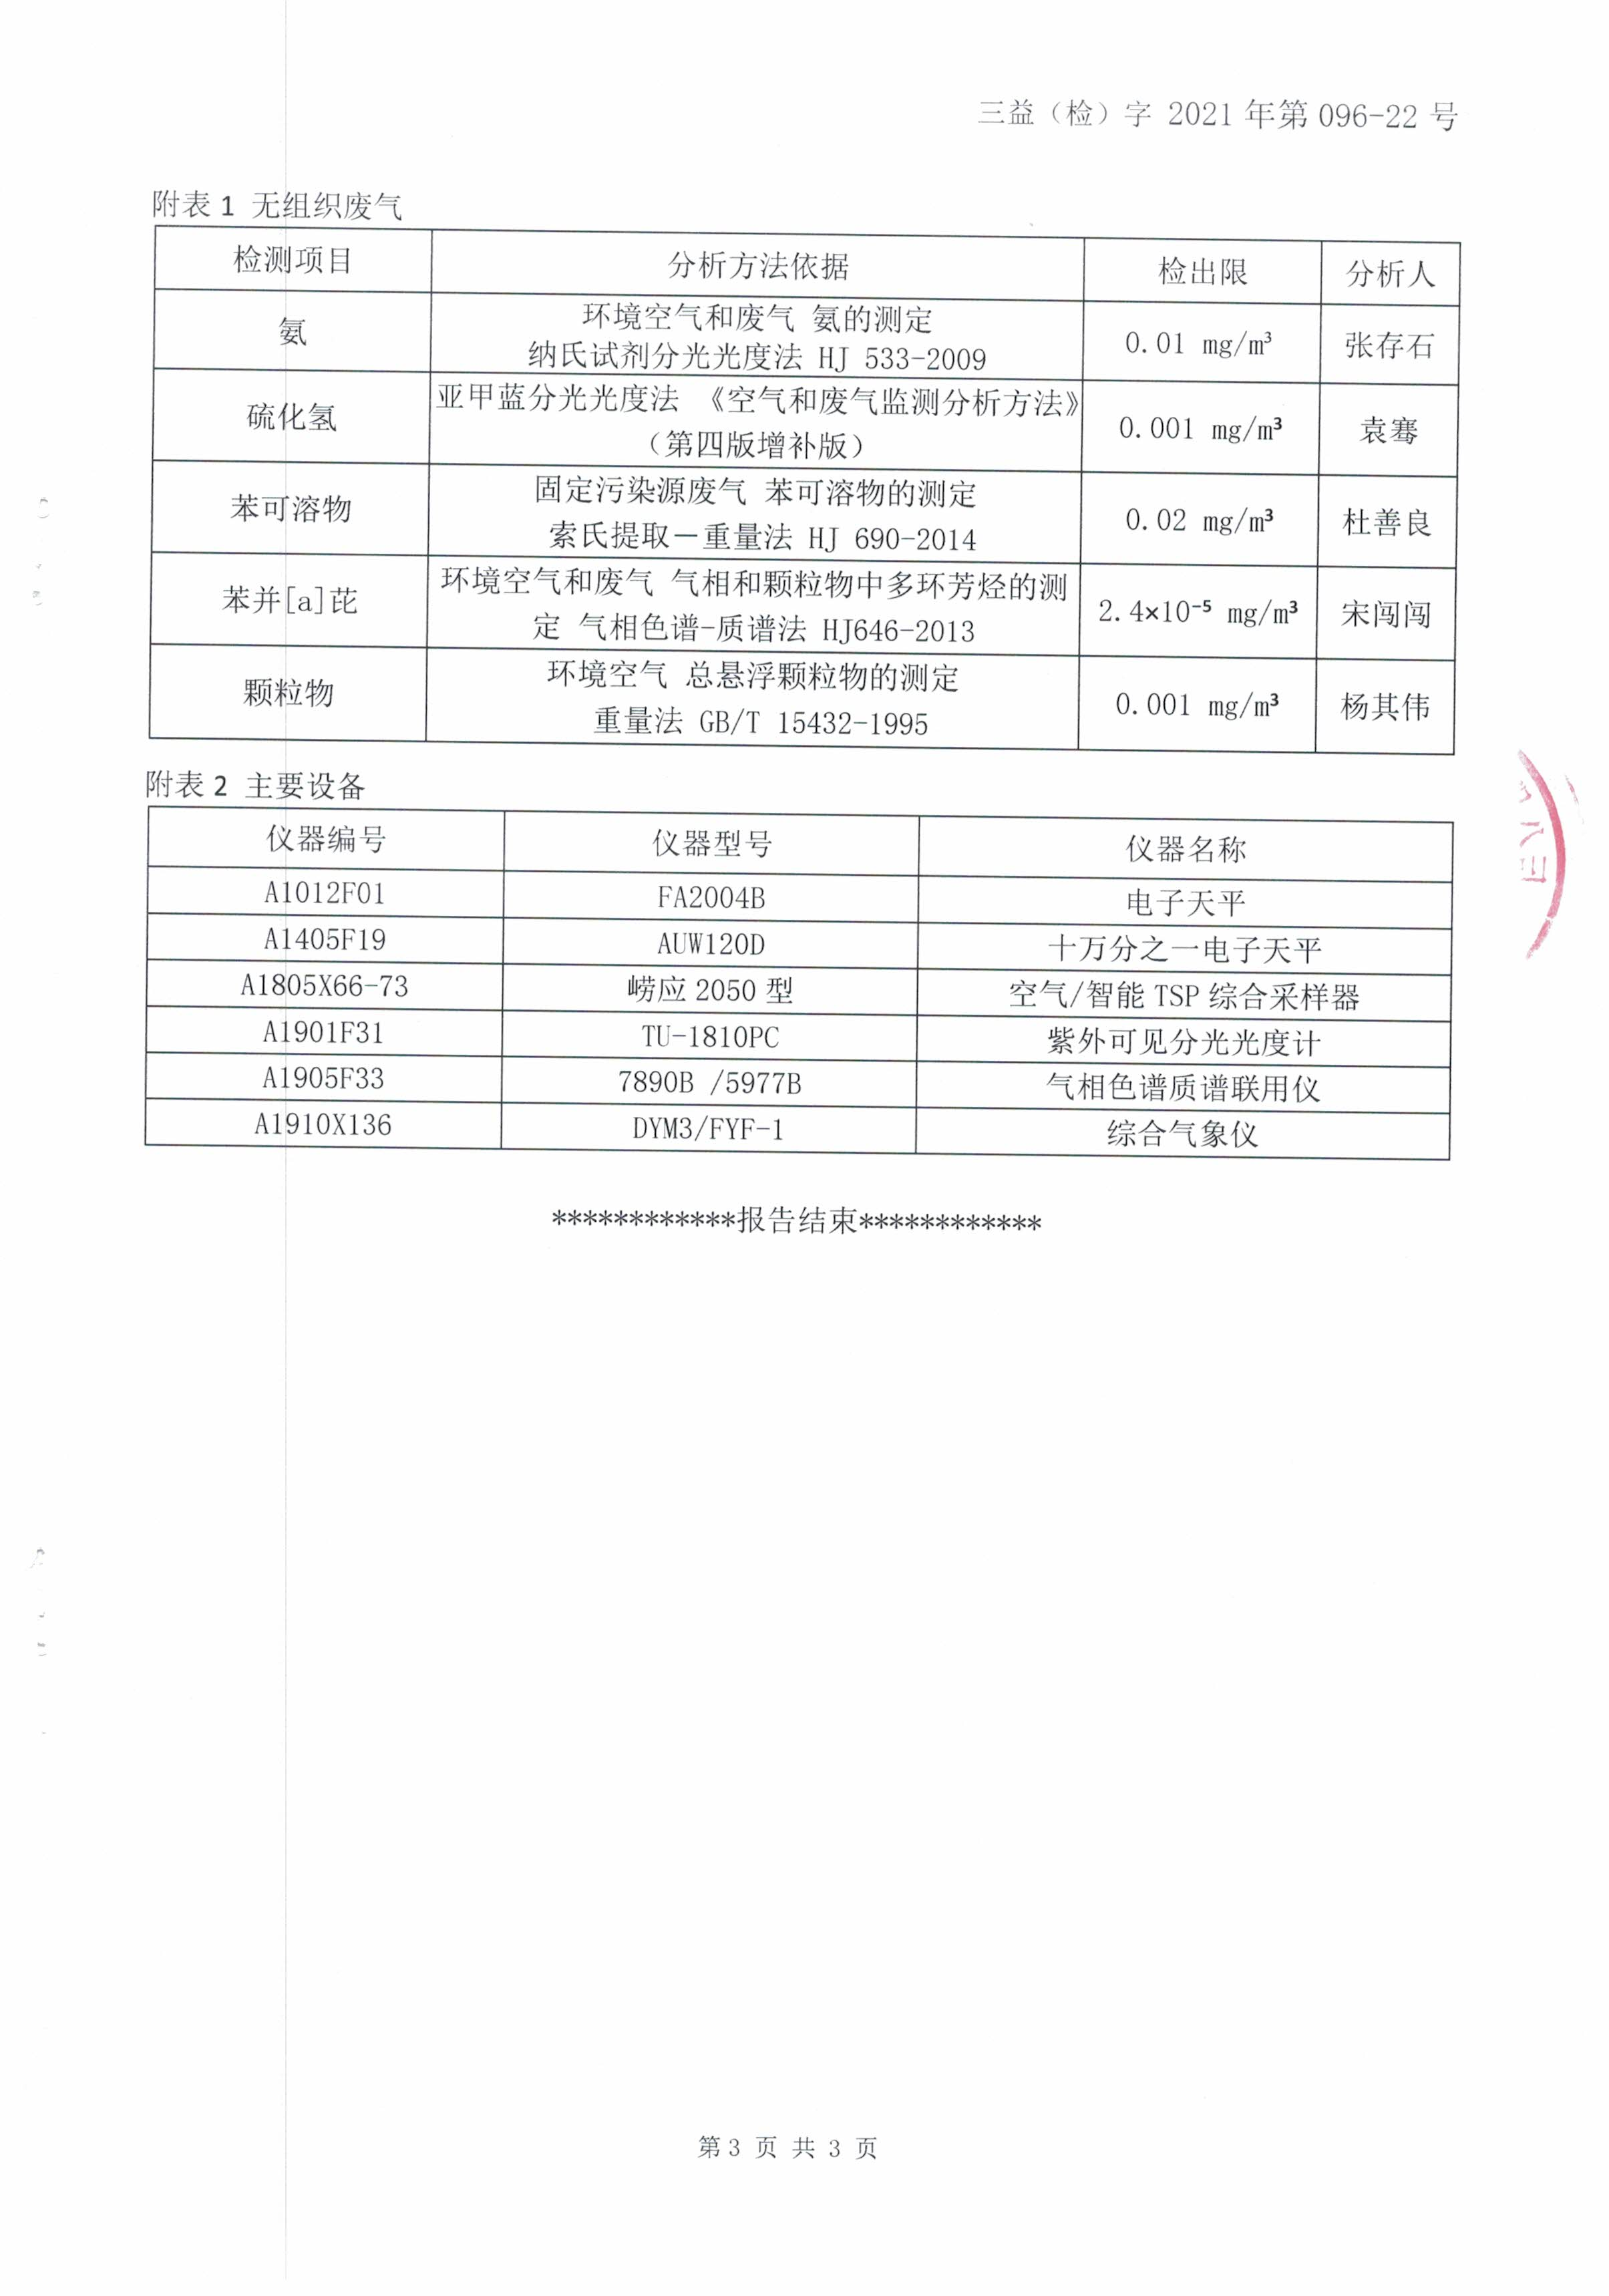 三益（检）字 2021 年第 096-22 号
附表 1 无组织废气
检测项目 分析方法依据 检出限 分析人
氨 环境空气和废气 氨的测定 0.01 mg/m³ 张存石
纳氏试剂分光光度法 HJ 533-2009
硫化氢 亚甲蓝分光光度法 《空气和废气监测分析方法》 0.001 mg/m³ 袁骞
（第四版增补版）
苯可溶物 固定污染源废气 苯可溶物的测定 0.02 mg/m³ 杜善良
索氏提取－重量法 HJ 690-2014
苯并[a]芘 环境空气和废气 气相和颗粒物中多环芳烃的测 2.4×10⁻⁵ mg/m³ 宋闯闯
定 气相色谱-质谱法 HJ646-2013
颗粒物 环境空气 总悬浮颗粒物的测定 0.001 mg/m³ 杨其伟
重量法 GB/T 15432-1995
附表 2 主要设备
仪器编号 仪器型号 仪器名称
A1012F01 FA2004B 电子天平
A1405F19 AUW120D 十万分之一电子天平
A1805X66-73 崂应 2050 型 空气/智能 TSP 综合采样器
A1901F31 TU-1810PC 紫外可见分光光度计
A1905F33 7890B /5977B 气相色谱质谱联用仪
A1910X136 DYM3/FYF-1 综合气象仪
************报告结束************
第 3 页 共 3 页